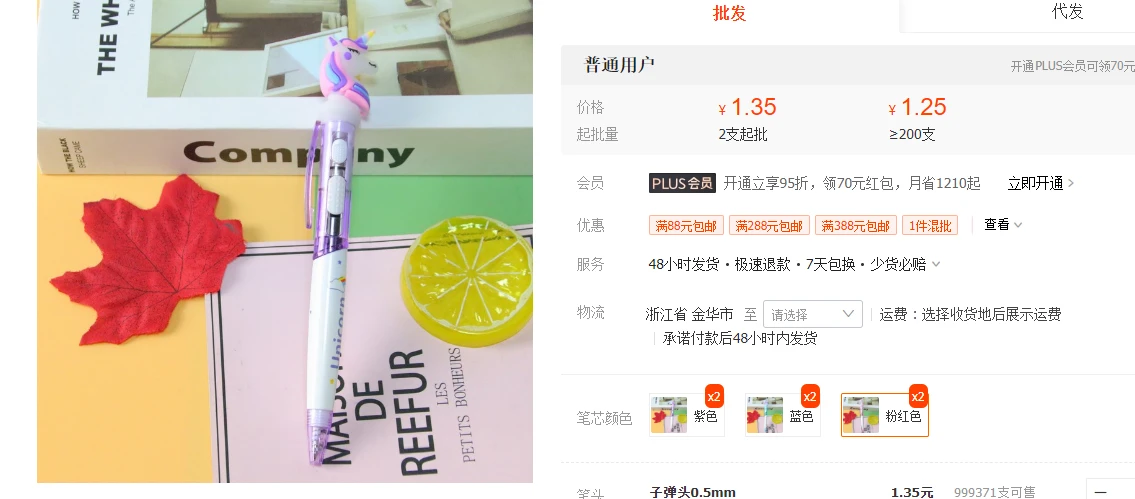 HOW
THE WH
The A
HOW THE BLACK
SHEEP CAME
Company
Unicorn
MAISON
DE
REEFUR
LES
PETITS BONHEURS
批发
代发
普通用户
开通PLUS会员可领70元
价格 ¥ 1.35 ¥ 1.25
起批量 2支起批 ≥200支
会员 PLUS会员 开通立享95折，领70元红包，月省1210起 立即开通 >
优惠 满88元包邮 满288元包邮 满388元包邮 1件混批 查看
服务 48小时发货 · 极速退款 · 7天包换 · 少货必赔
物流 浙江省 金华市 至 请选择 运费：选择收货地后展示运费
承诺付款后48小时内发货
笔芯颜色 紫色 x2 蓝色 x2 粉红色 x2
笔头 子弹头0.5mm 1.35元 999371支可售 —